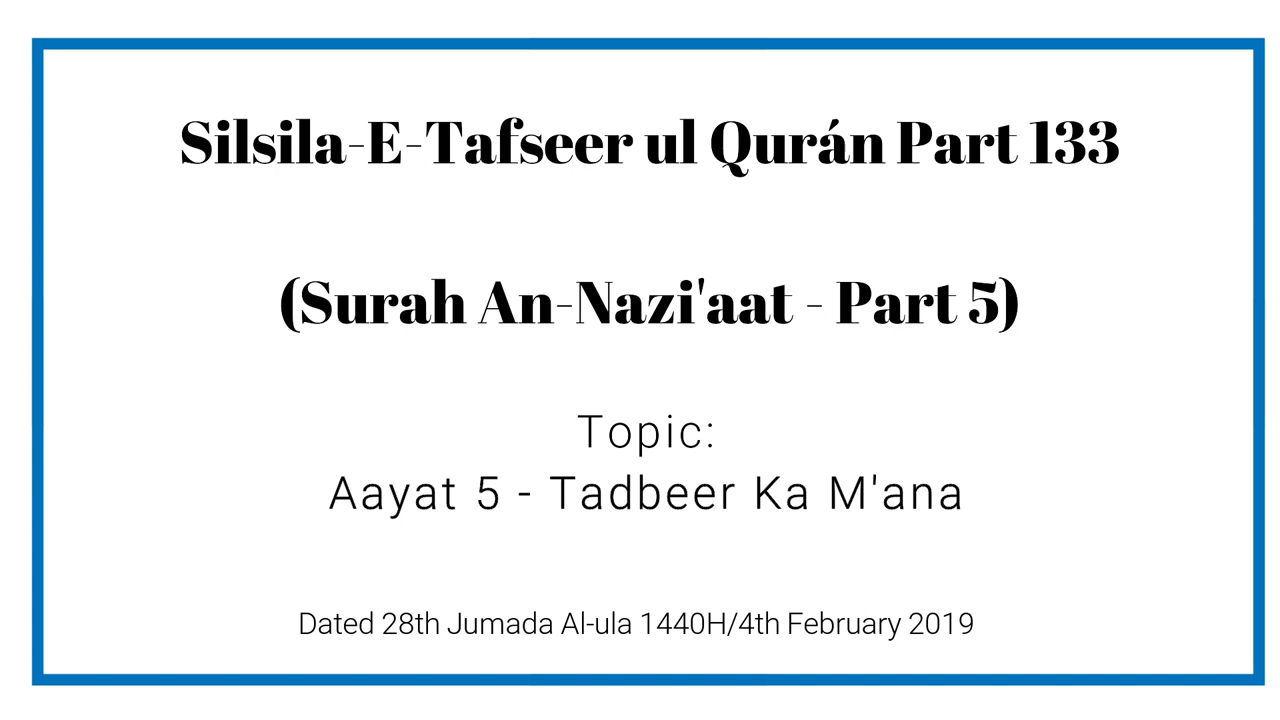 Silsila-E-Tafseer ul Qurán Part 133
(Surah An-Nazi'aat - Part 5)
Topic:
Aayat 5 - Tadbeer Ka M'ana
Dated 28th Jumada Al-ula 1440H/4th February 2019